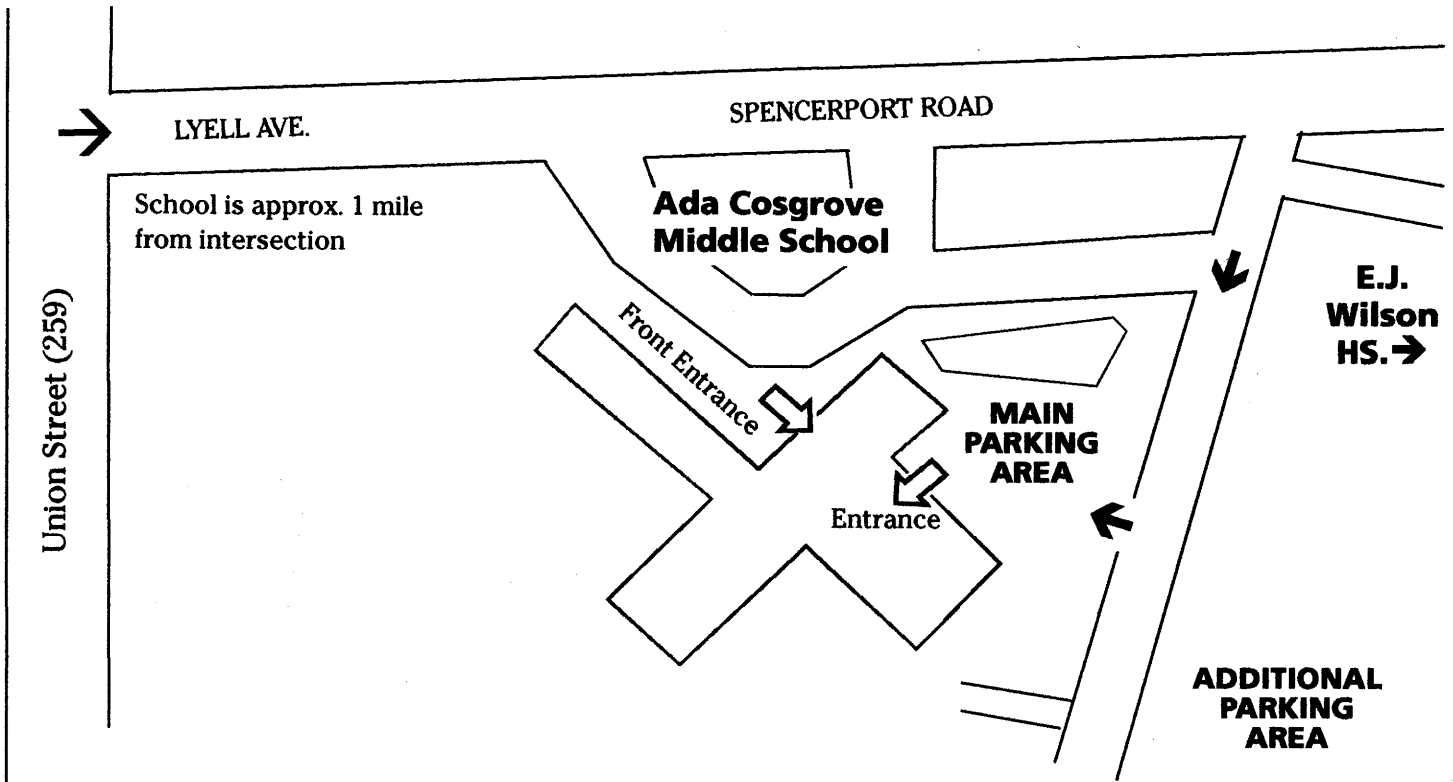 LYELL AVE.
SPENCERPORT ROAD
School is approx. 1 mile
from intersection
Ada Cosgrove
Middle School
Union Street (259)
Front Entrance
E.J.
Wilson
HS.
MAIN
PARKING
AREA
Entrance
ADDITIONAL
PARKING
AREA